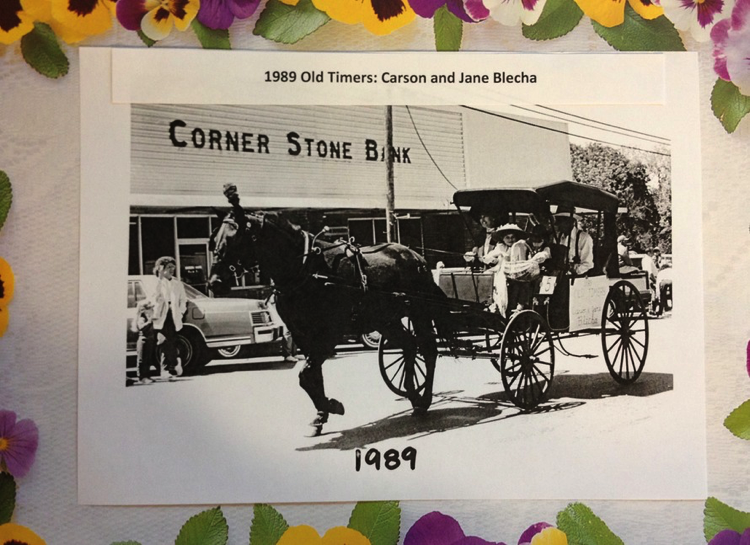 1989 Old Timers: Carson and Jane Blecha
CORNER STONE BANK
1989